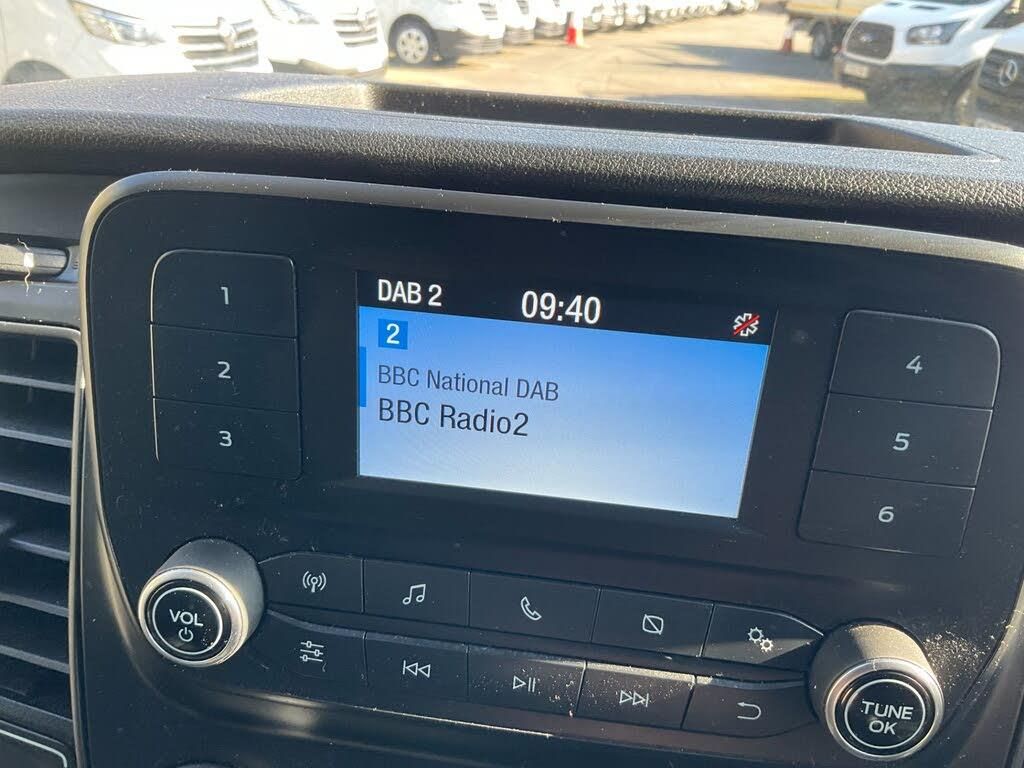 DAB 2 09:40
2
BBC National DAB
BBC Radio2
1
2
3
4
5
6
VOL
TUNE
OK